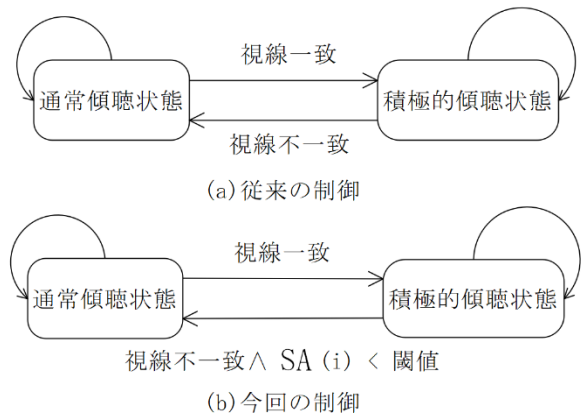 視線一致
通常傾聴状態
積極的傾聴状態
視線不一致
(a)従来の制御
視線一致
通常傾聴状態
積極的傾聴状態
視線不一致∧ SA(i) < 閾値
(b)今回の制御